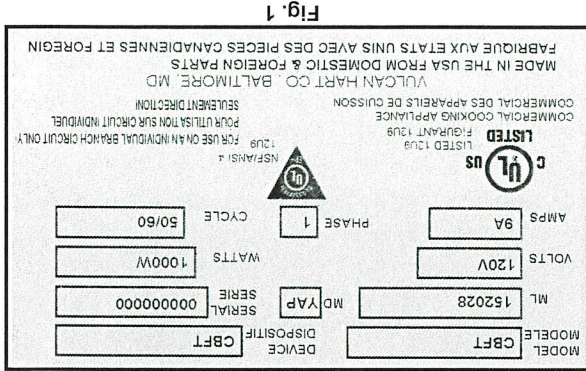 MODEL
MODELE CBFT
DEVICE
DISPOSITIF CBFT
ML 152028 MD YAP SERIAL
SERIE 0000000000
VOLTS 120V WATTS 1000W
AMPS 9A PHASE 1 CYCLE 50/60
C UL US
LISTED
LISTED 12U9
FIGURANT 12U9
COMMERCIAL COOKING APPLIANCE
COMMERCIAL DES APPAREILS DE CUISSON
UL
NSF/ANSI 4
12U9
FOR USE ON AN INDIVIDUAL BRANCH CIRCUIT ONLY!
POUR UTILISATION SUR CIRCUIT INDIVIDUEL
SEULEMENT DIRECTION!
VULCAN HART CO. BALTIMORE, MD
MADE IN THE USA FROM DOMESTIC & FOREIGN PARTS
FABRIQUE AUX ETATS UNIS AVEC DES PIECES CANADIENNES ET FOREGIN
Fig. 1